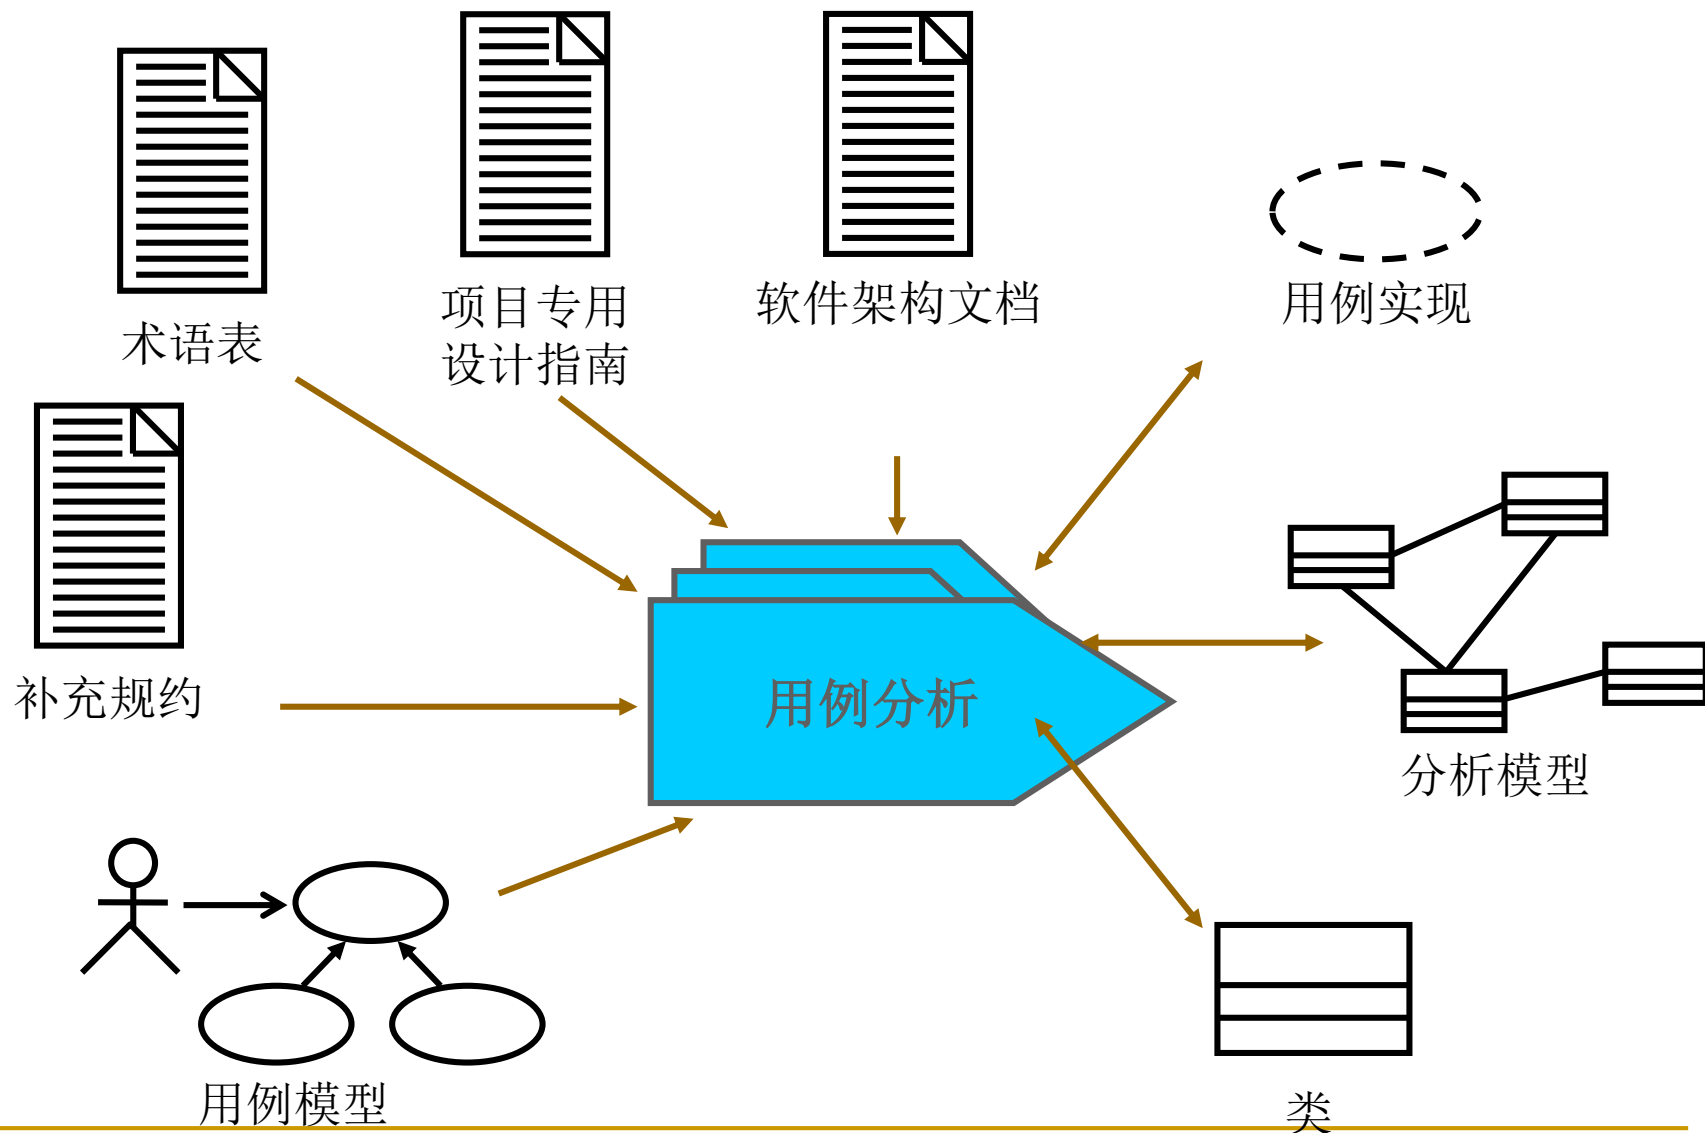 术语表
项目专用
设计指南
软件架构文档
用例实现
补充规约
用例分析
分析模型
用例模型
类